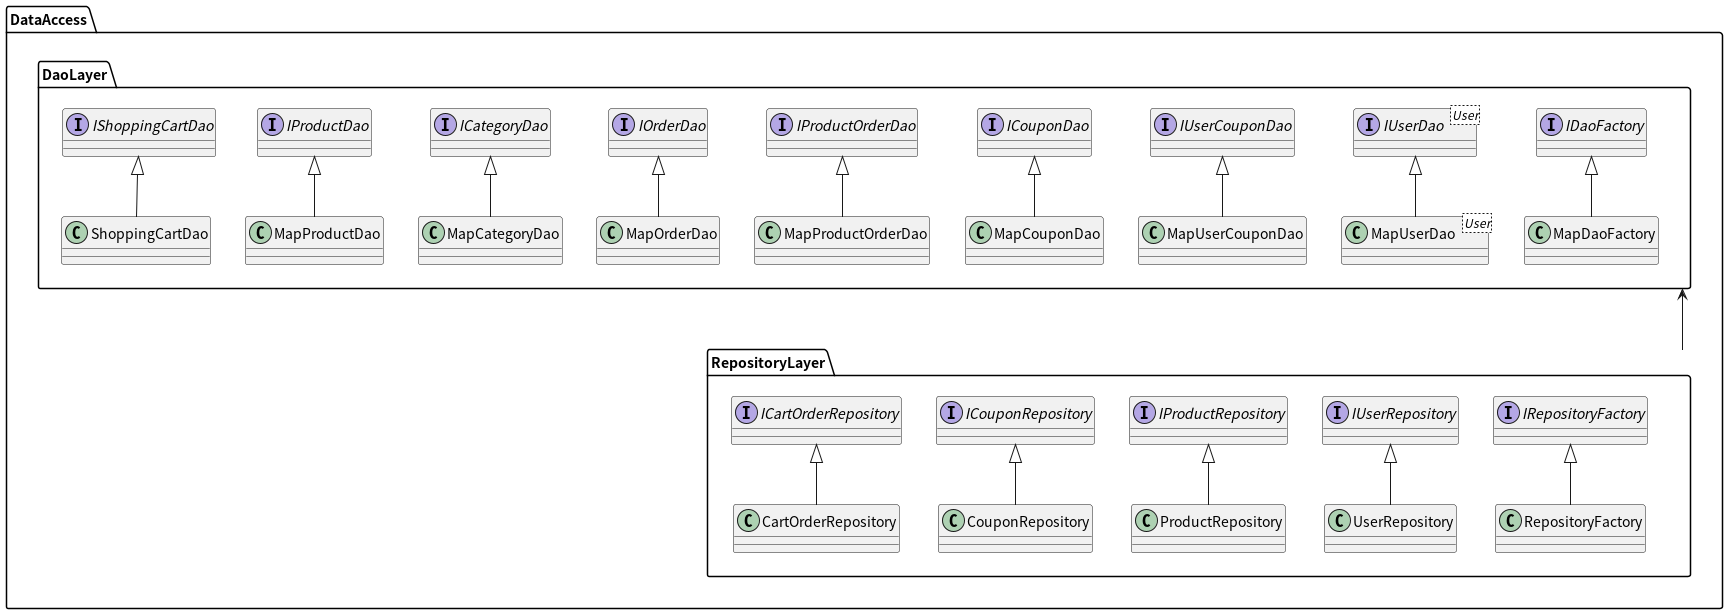 DataAccess
DaoLayer
I IShoppingCartDao
I IProductDao
I ICategoryDao
I IOrderDao
I IProductOrderDao
I ICouponDao
I IUserCouponDao
I IUserDao
User
I IDaoFactory
C ShoppingCartDao
C MapProductDao
C MapCategoryDao
C MapOrderDao
C MapProductOrderDao
C MapCouponDao
C MapUserCouponDao
C MapUserDao
User
C MapDaoFactory
RepositoryLayer
I ICartOrderRepository
I ICouponRepository
I IProductRepository
I IUserRepository
I IRepositoryFactory
C CartOrderRepository
C CouponRepository
C ProductRepository
C UserRepository
C RepositoryFactory